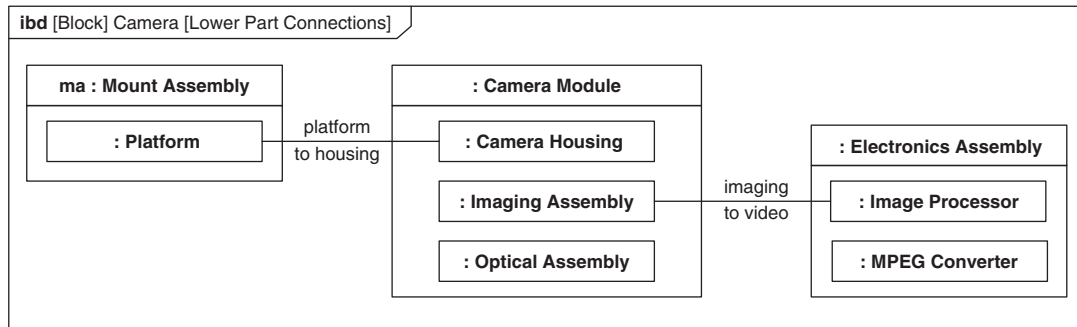 ibd [Block] Camera [Lower Part Connections]
ma : Mount Assembly
: Platform
platform
to housing
: Camera Module
: Camera Housing
: Imaging Assembly
: Optical Assembly
imaging
to video
: Electronics Assembly
: Image Processor
: MPEG Converter